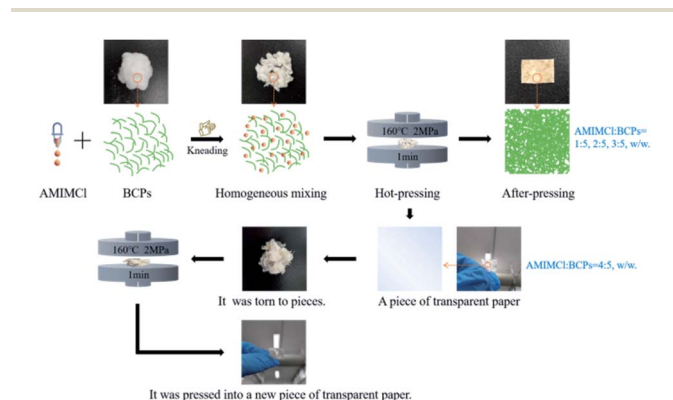 160°C 2MPa
AMIMCl:BCPs=
1:5, 2:5, 3:5, w/w.
Kneading
1min
AMIMCl
BCPs
Homogeneous mixing
Hot-pressing
After-pressing
160°C 2MPa
1min
AMIMCl:BCPs=4:5, w/w.
It was torn to pieces.
A piece of transparent paper
It was pressed into a new piece of transparent paper.